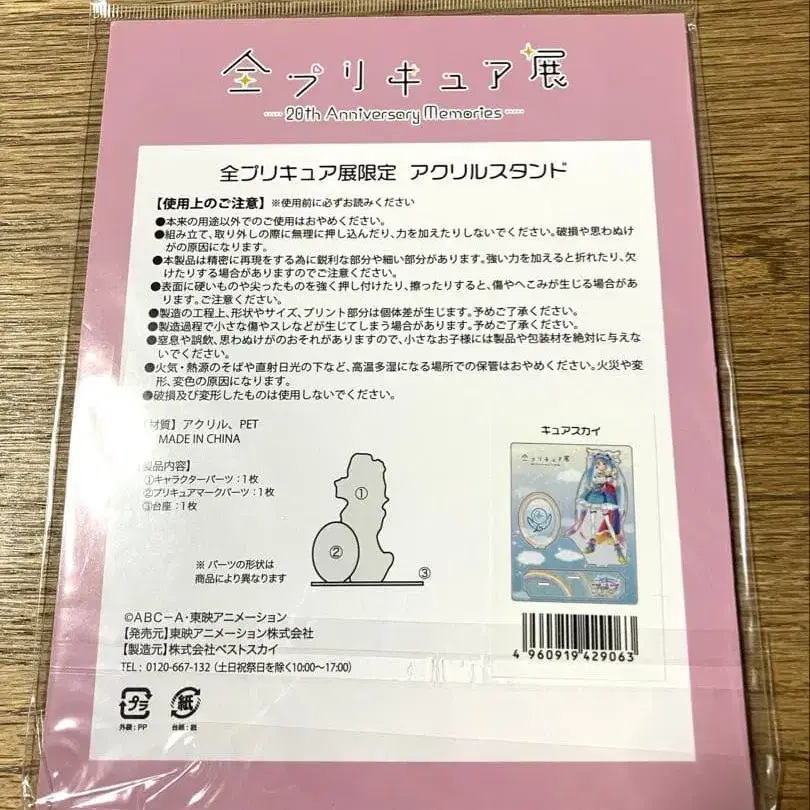 全プリキュア展
20th Anniversary Memories
全プリキュア展限定 アクリルスタンド
【使用上のご注意】※使用前に必ずお読みください
●本来の用途以外でのご使用はおやめください。
●組み立て、取り外しの際に無理に押し込んだり、力を加えたりしないでください。破損や思わぬけ
がの原因になります。
●本製品は精密に再現をする為に鋭利な部分や細い部分があります。強い力を加えると折れたり、欠
けたりする場合がありますのでご注意ください。
●表面に硬いものや尖ったものを強く押し付けたり、擦ったりすると、傷やへこみが生じる場合があ
ります。ご注意ください。
●製造の工程上、形状やサイズ、プリント部分は個体差が生じます。予めご了承ください。
●製造過程で小さな傷やスレなどが生じてしまう場合があります。予めご了承ください。
●窒息や誤飲、思わぬけがのおそれがありますので、小さなお子様には製品や包装材を絶対に与えな
いでください。
●火気・熱源のそばや直射日光の下など、高温多湿になる場所での保管はおやめください。火災や変
形、変色の原因になります。
●破損及び変形したものは使用しないでください。
【材質】アクリル、PET
MADE IN CHINA
【製品内容】
①キャラクターパーツ：1枚
②プリキュアマークパーツ：1枚
③台座：1枚
①
②
③
※ パーツの形状は
商品により異なります
キュアスカイ
全プリキュア展
©ABC-A・東映アニメーション
【発売元】東映アニメーション株式会社
【製造元】株式会社ベストスカイ
TEL：0120-667-132（土日祝祭日を除く10:00〜17:00）
4 960919 429063
プラ
外袋：PP
紙
台紙：紙